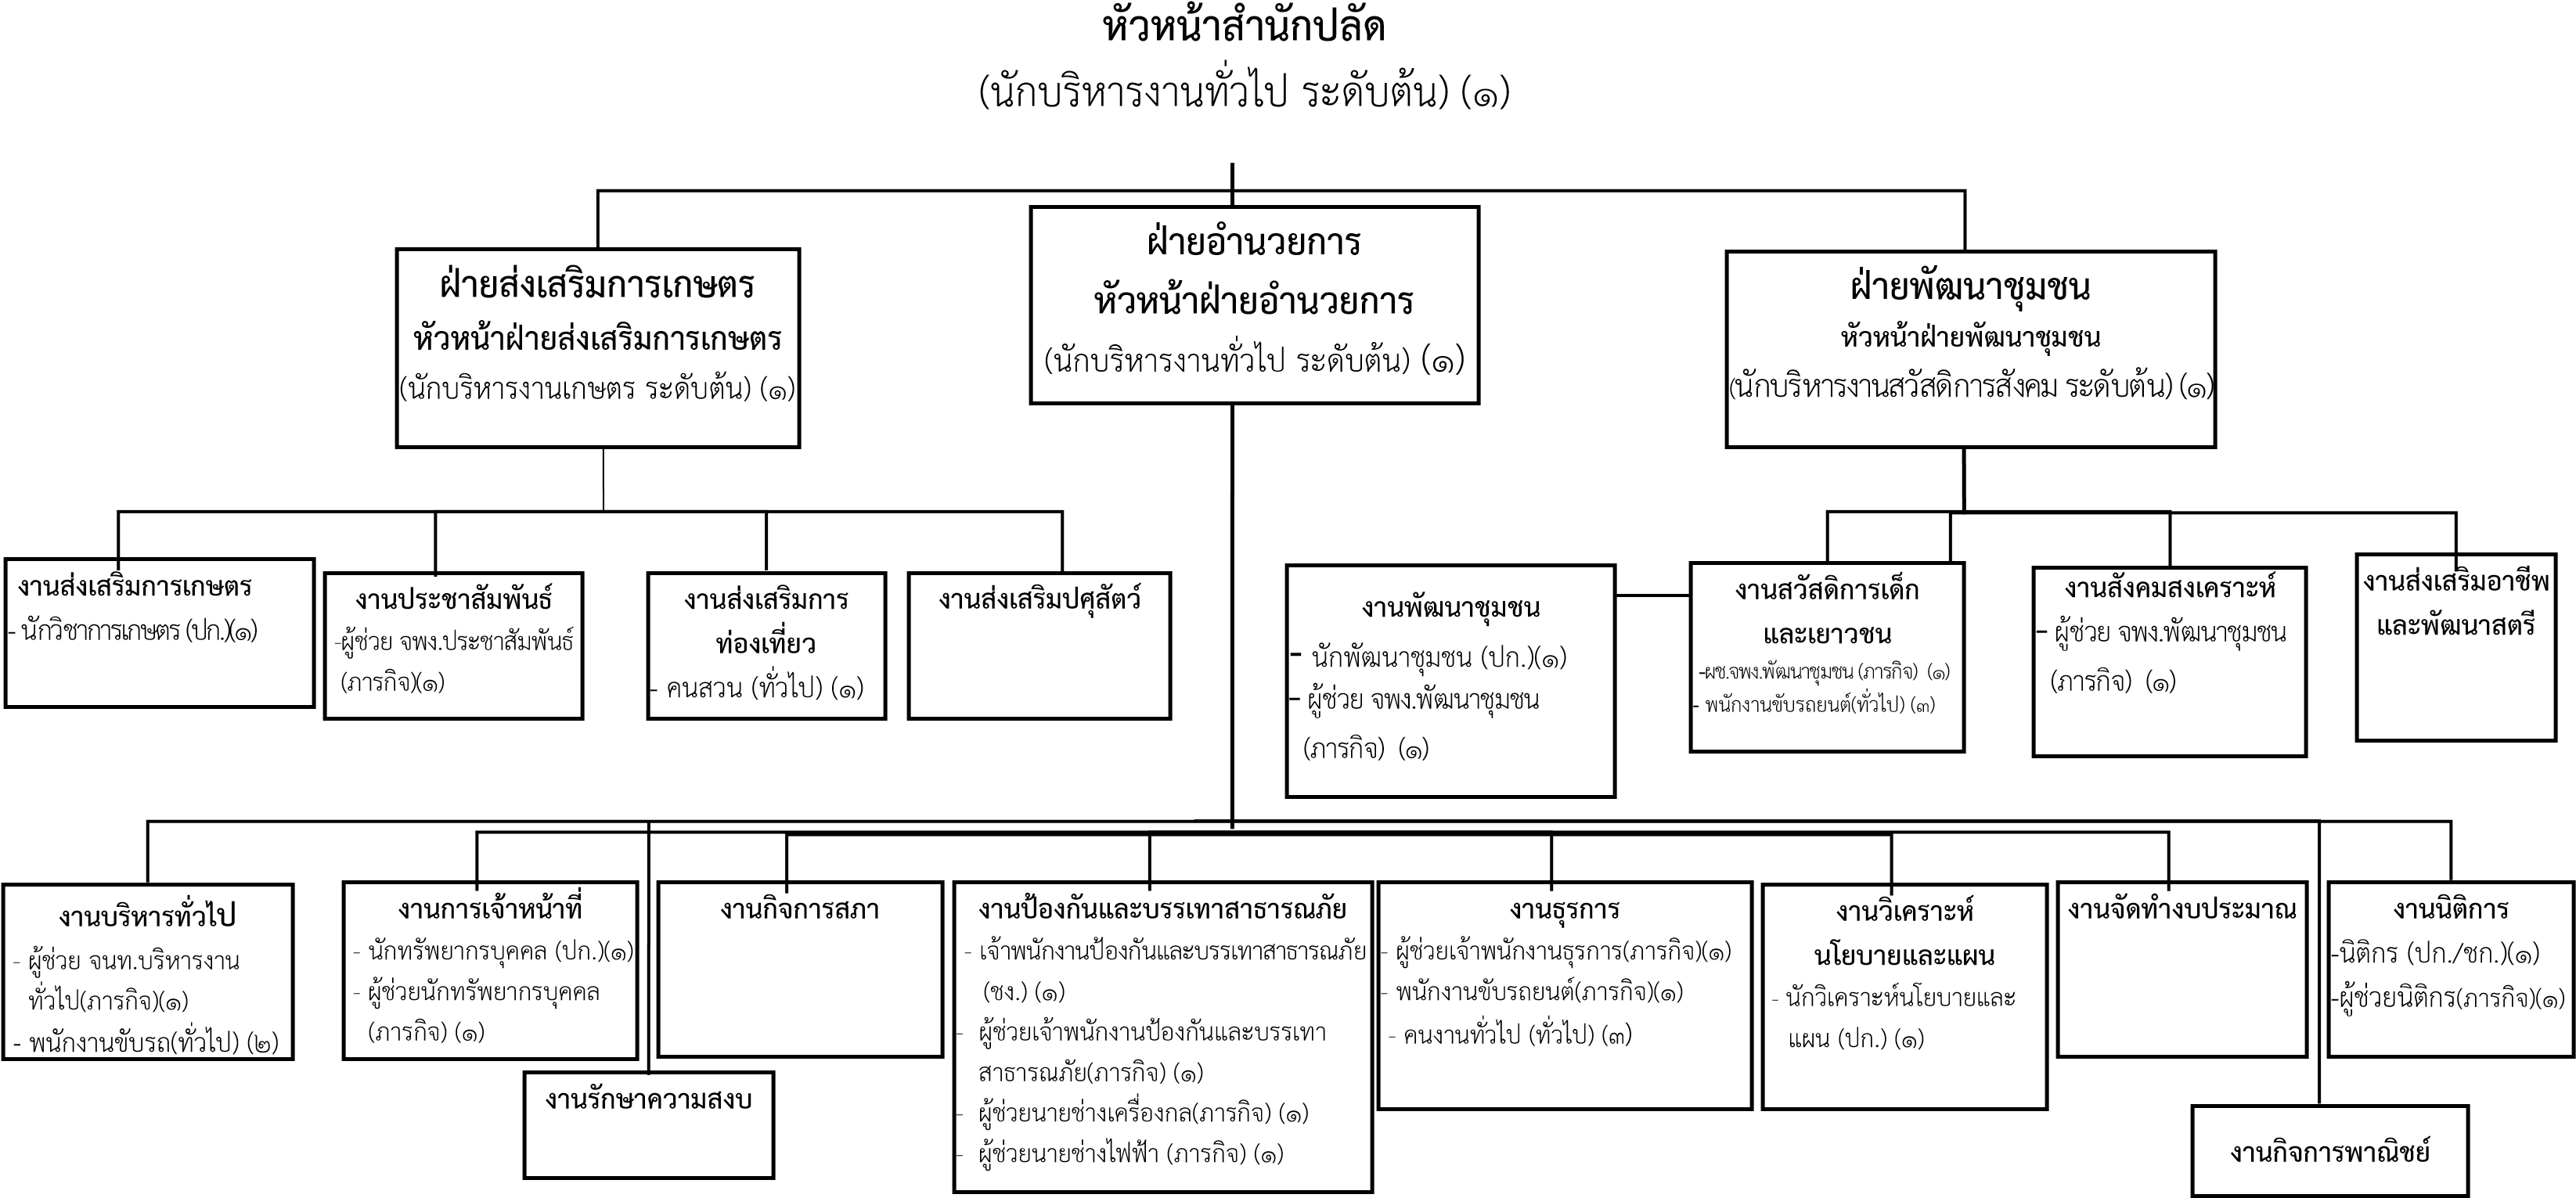 หัวหน้าสำนักปลัด
(นักบริหารงานทั่วไป ระดับต้น) (๑)
ฝ่ายส่งเสริมการเกษตร
หัวหน้าฝ่ายส่งเสริมการเกษตร
(นักบริหารงานเกษตร ระดับต้น) (๑)
ฝ่ายอำนวยการ
หัวหน้าฝ่ายอำนวยการ
(นักบริหารงานทั่วไป ระดับต้น) (๑)
ฝ่ายพัฒนาชุมชน
หัวหน้าฝ่ายพัฒนาชุมชน
(นักบริหารงานสวัสดิการสังคม ระดับต้น) (๑)
งานส่งเสริมการเกษตร
- นักวิชาการเกษตร (ปก.)(๑)
งานประชาสัมพันธ์
-ผู้ช่วย จพง.ประชาสัมพันธ์
(ภารกิจ)(๑)
งานส่งเสริมการ
ท่องเที่ยว
- คนสวน (ทั่วไป) (๑)
งานส่งเสริมปศุสัตว์
งานพัฒนาชุมชน
- นักพัฒนาชุมชน (ปก.)(๑)
- ผู้ช่วย จพง.พัฒนาชุมชน
(ภารกิจ) (๑)
งานสวัสดิการเด็ก
และเยาวชน
-ผช.จพง.พัฒนาชุมชน (ภารกิจ) (๑)
- พนักงานขับรถยนต์(ทั่วไป) (๓)
งานสังคมสงเคราะห์
- ผู้ช่วย จพง.พัฒนาชุมชน
(ภารกิจ) (๑)
งานส่งเสริมอาชีพ
และพัฒนาสตรี
งานบริหารทั่วไป
- ผู้ช่วย จนท.บริหารงาน
ทั่วไป(ภารกิจ)(๑)
- พนักงานขับรถ(ทั่วไป) (๒)
งานการเจ้าหน้าที่
- นักทรัพยากรบุคคล (ปก.)(๑)
- ผู้ช่วยนักทรัพยากรบุคคล
(ภารกิจ) (๑)
งานกิจการสภา
งานป้องกันและบรรเทาสาธารณภัย
- เจ้าพนักงานป้องกันและบรรเทาสาธารณภัย
(ชง.) (๑)
- ผู้ช่วยเจ้าพนักงานป้องกันและบรรเทา
สาธารณภัย(ภารกิจ) (๑)
- ผู้ช่วยนายช่างเครื่องกล(ภารกิจ) (๑)
- ผู้ช่วยนายช่างไฟฟ้า (ภารกิจ) (๑)
งานธุรการ
- ผู้ช่วยเจ้าพนักงานธุรการ(ภารกิจ)(๑)
- พนักงานขับรถยนต์(ภารกิจ)(๑)
- คนงานทั่วไป (ทั่วไป) (๓)
งานวิเคราะห์
นโยบายและแผน
- นักวิเคราะห์นโยบายและ
แผน (ปก.) (๑)
งานจัดทำงบประมาณ
งานนิติการ
-นิติกร (ปก./ชก.)(๑)
-ผู้ช่วยนิติกร(ภารกิจ)(๑)
งานรักษาความสงบ
งานกิจการพาณิชย์